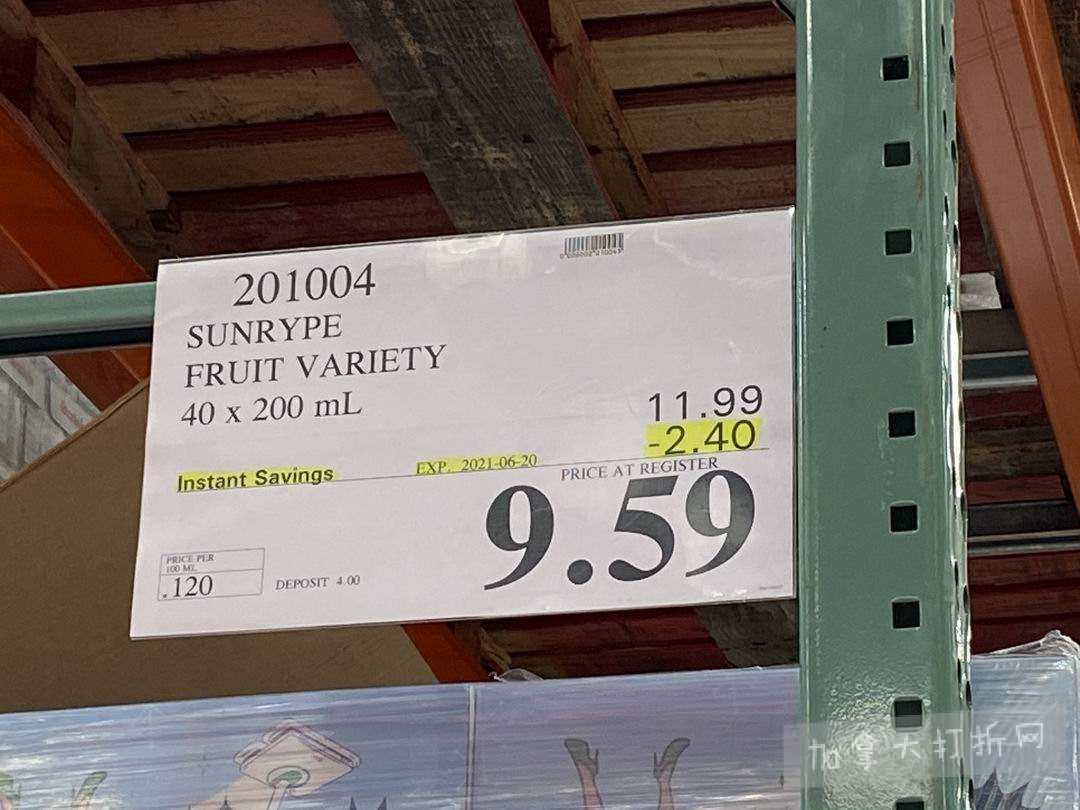 201004
SUNRYPE
FRUIT VARIETY
40 x 200 mL
11.99
-2.40
Instant Savings
EXP. 2021-06-20
PRICE AT REGISTER
9.59
PRICE PER
100 ML
.120
DEPOSIT 4.00
加拿大打折网